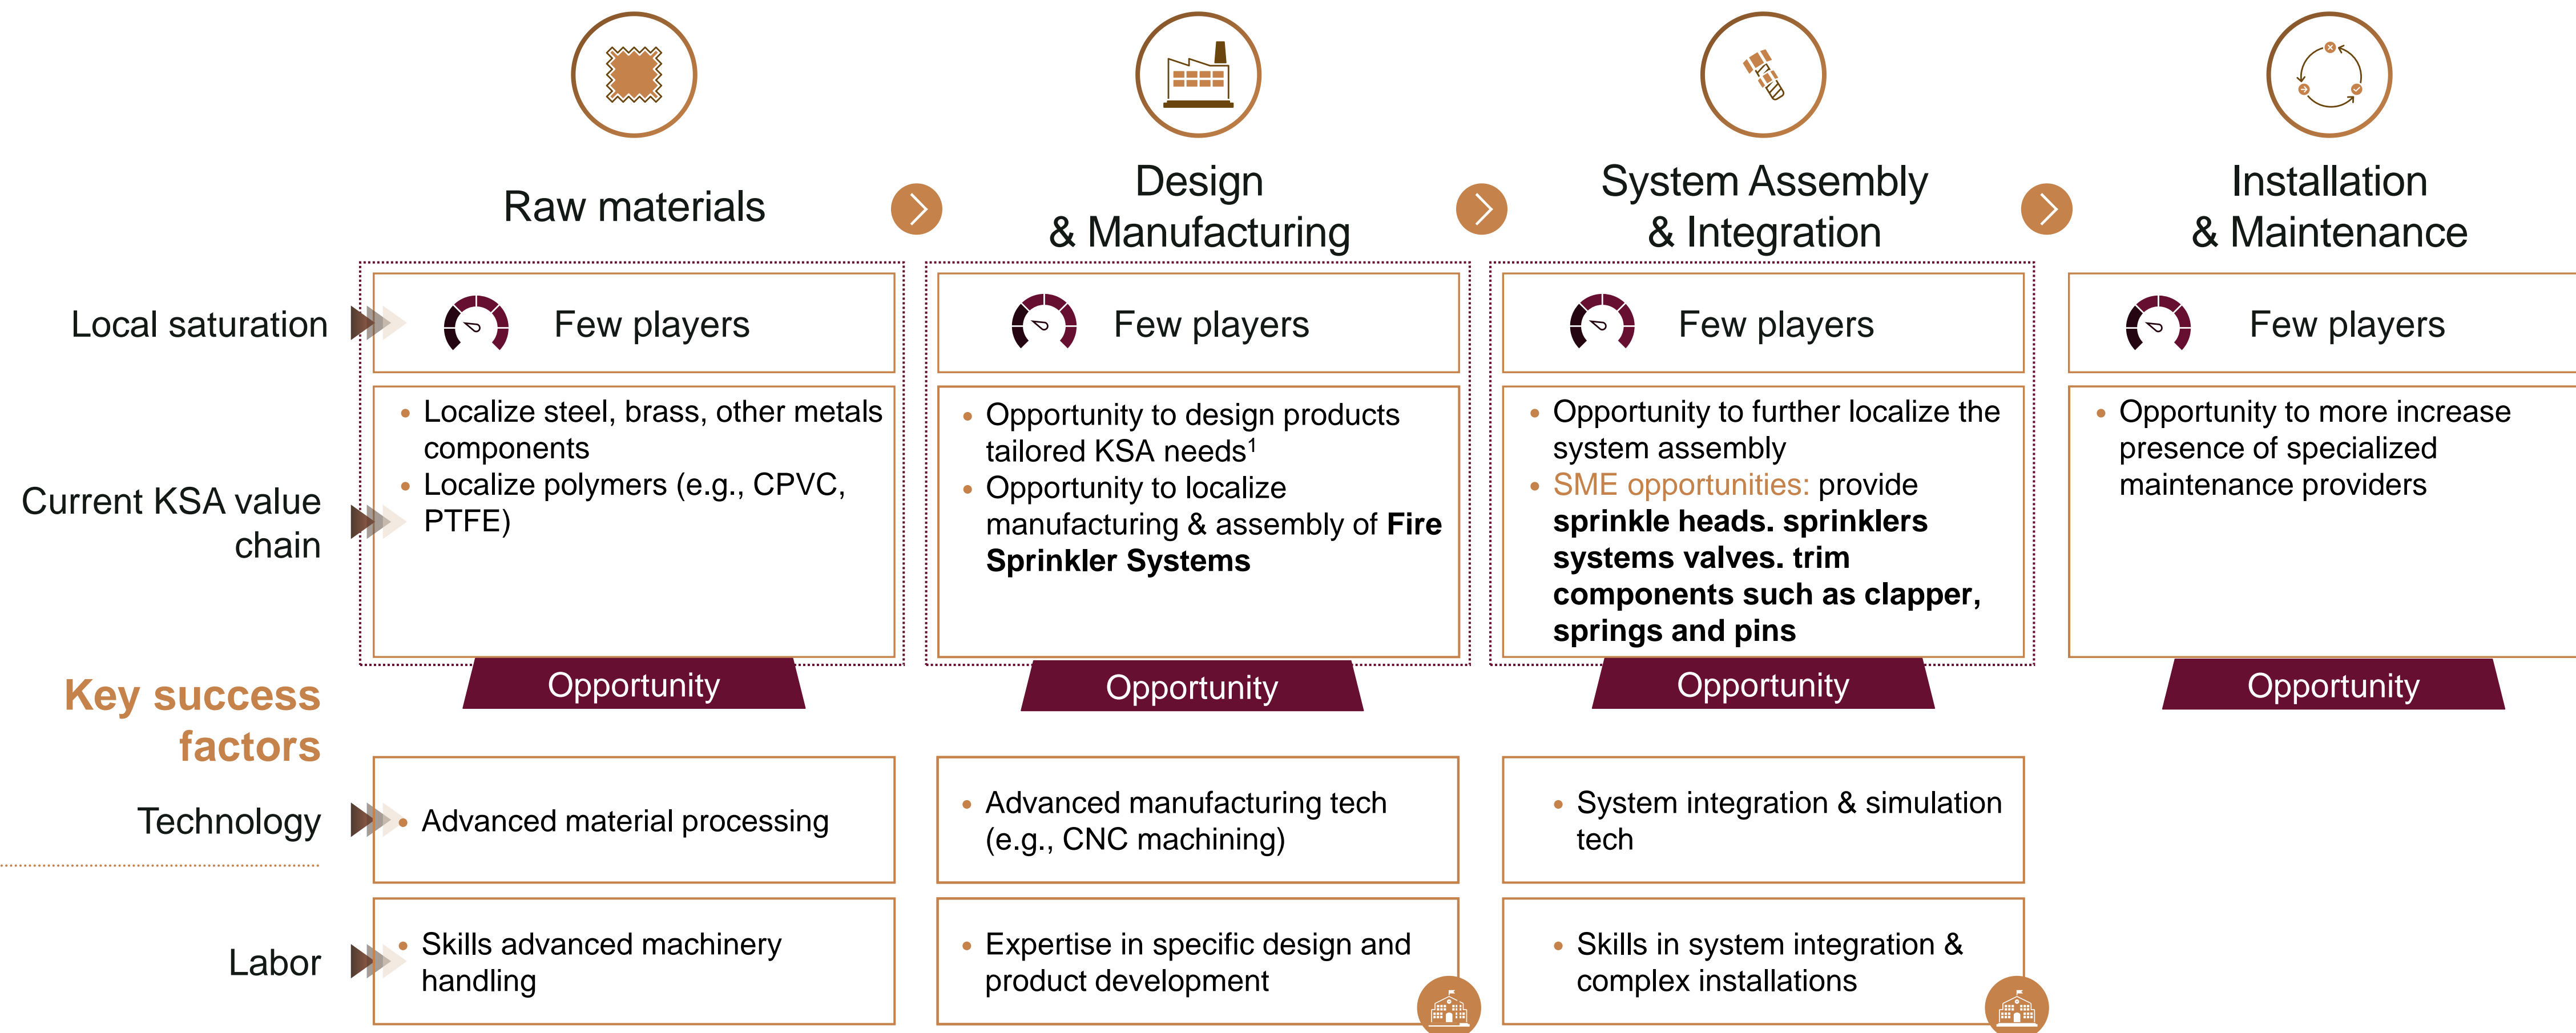 Raw materials
Design
& Manufacturing
System Assembly
& Integration
Installation
& Maintenance
Local saturation
Few players
Few players
Few players
Few players
Current KSA value
chain
• Localize steel, brass, other metals
components
• Localize polymers (e.g., CPVC,
PTFE)
• Opportunity to design products
tailored KSA needs¹
• Opportunity to localize
manufacturing & assembly of Fire
Sprinkler Systems
• Opportunity to further localize the
system assembly
• SME opportunities: provide
sprinkle heads. sprinklers
systems valves. trim
components such as clapper,
springs and pins
• Opportunity to more increase
presence of specialized
maintenance providers
Opportunity
Opportunity
Opportunity
Opportunity
Key success
factors
Technology
• Advanced material processing
• Advanced manufacturing tech
(e.g., CNC machining)
• System integration & simulation
tech
Labor
• Skills advanced machinery
handling
• Expertise in specific design and
product development
• Skills in system integration &
complex installations